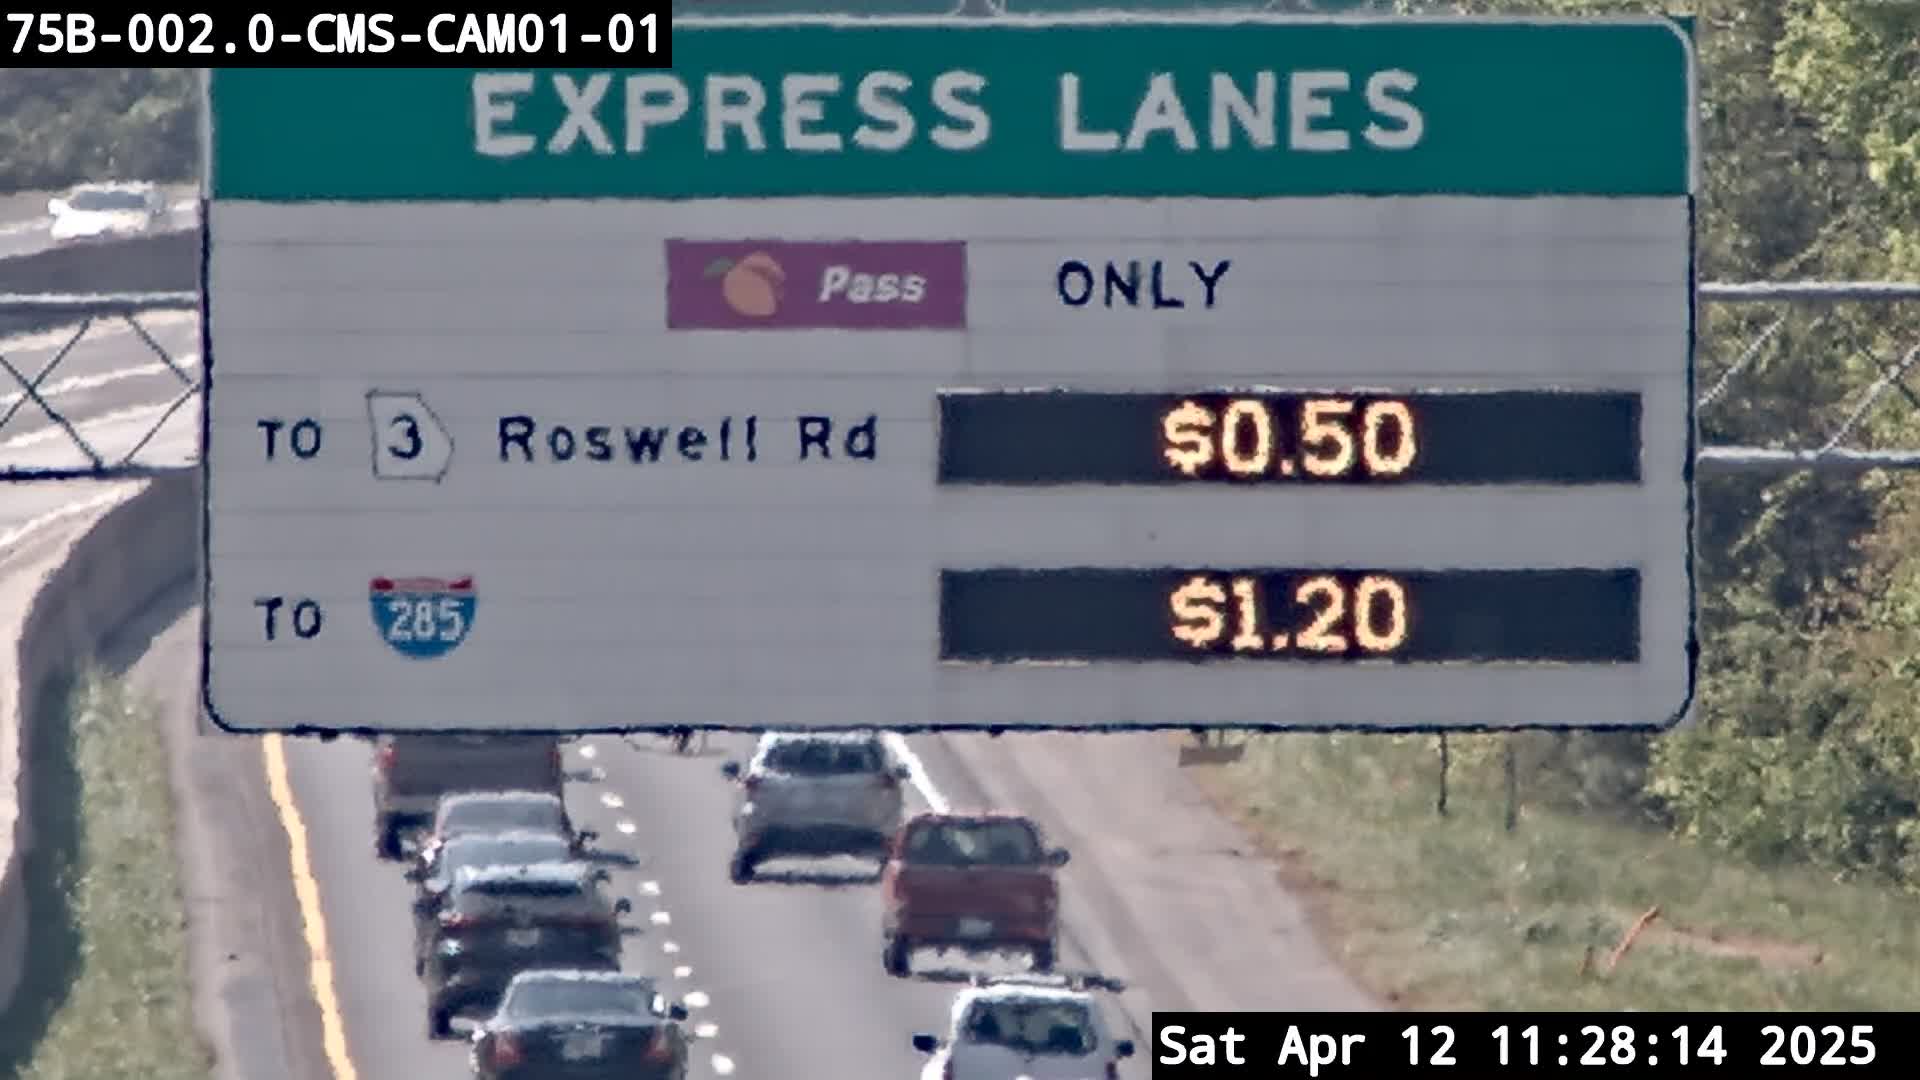 75B-002.0-CMS-CAM01-01
EXPRESS LANES
Pass ONLY
TO 3 Roswell Rd $0.50
TO 285 $1.20
Sat Apr 12 11:28:14 2025